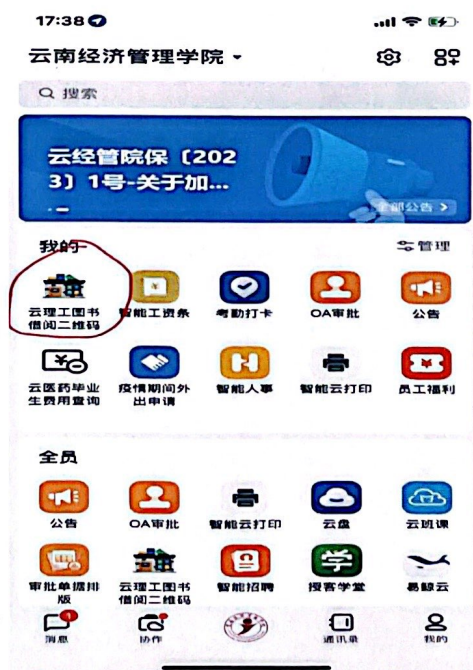 17:38
云南经济管理学院
搜索
云经管院保〔202
3〕1号-关于加...
全部公告 >
我的
管理
云理工图书
借阅二维码
智能工资条
考勤打卡
OA审批
公告
云医药毕业
生费用查询
疫情期间外
出申请
智能人事
智能云打印
员工福利
全员
公告
OA审批
智能云打印
云盘
云班课
审批单据排
版
云理工图书
借阅二维码
智能招聘
授客学堂
易鲸云
消息
协作
通讯录
我的